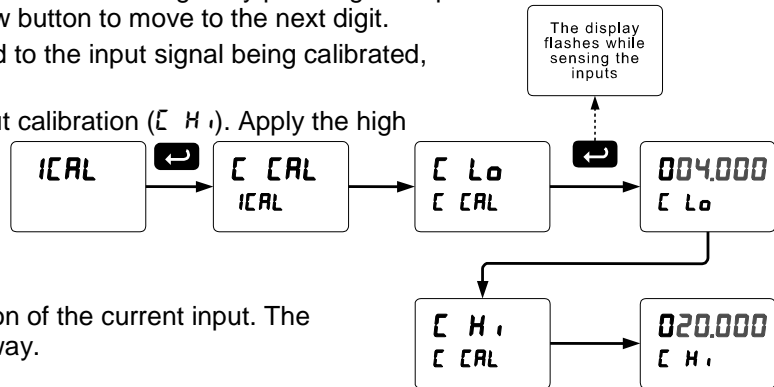 w button to move to the next digit.
d to the input signal being calibrated,
The display
flashes while
sensing the
inputs
ut calibration (C Hi). Apply the high
ICAL
C CAL
ICAL
C Lo
C CAL
004.000
C Lo
on of the current input. The
way.
C Hi
C CAL
020.000
C Hi